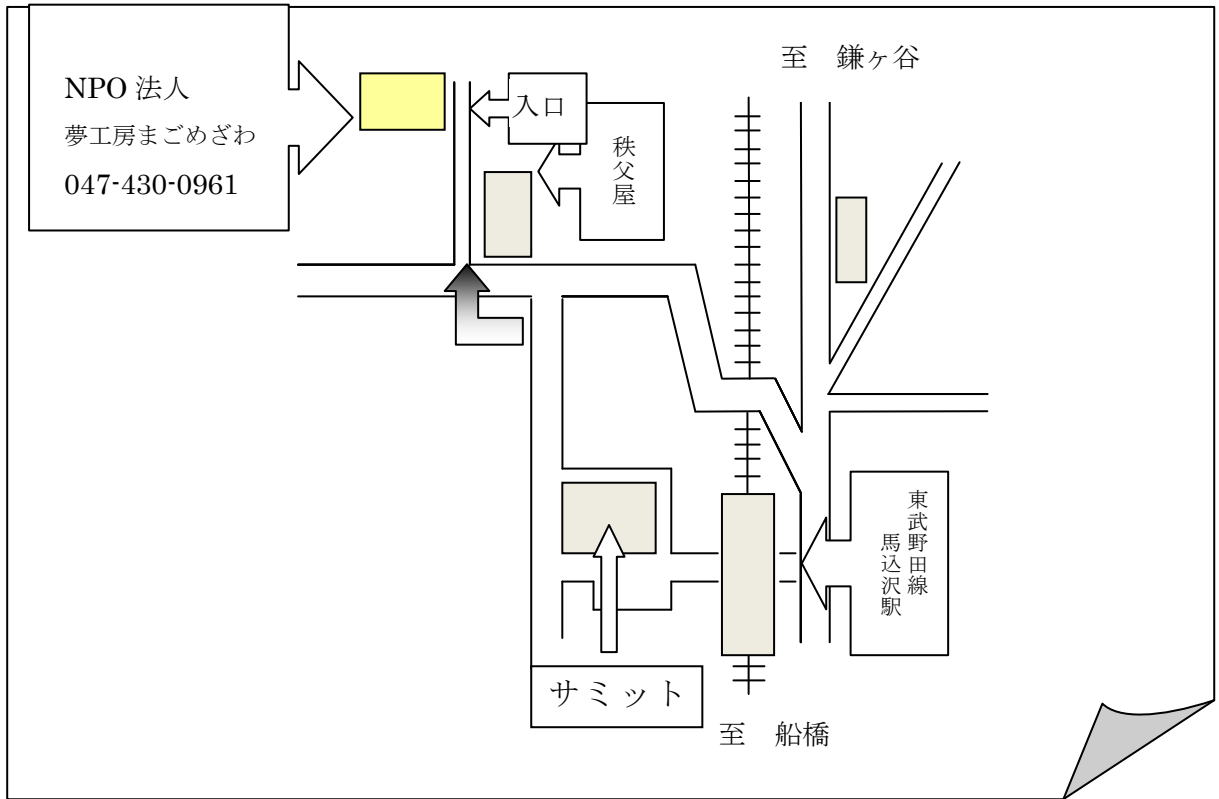 NPO 法人
夢工房まごめざわ
047-430-0961
入口
秩父屋
至　鎌ヶ谷
東武野田線
馬込沢駅
サミット
至　船橋